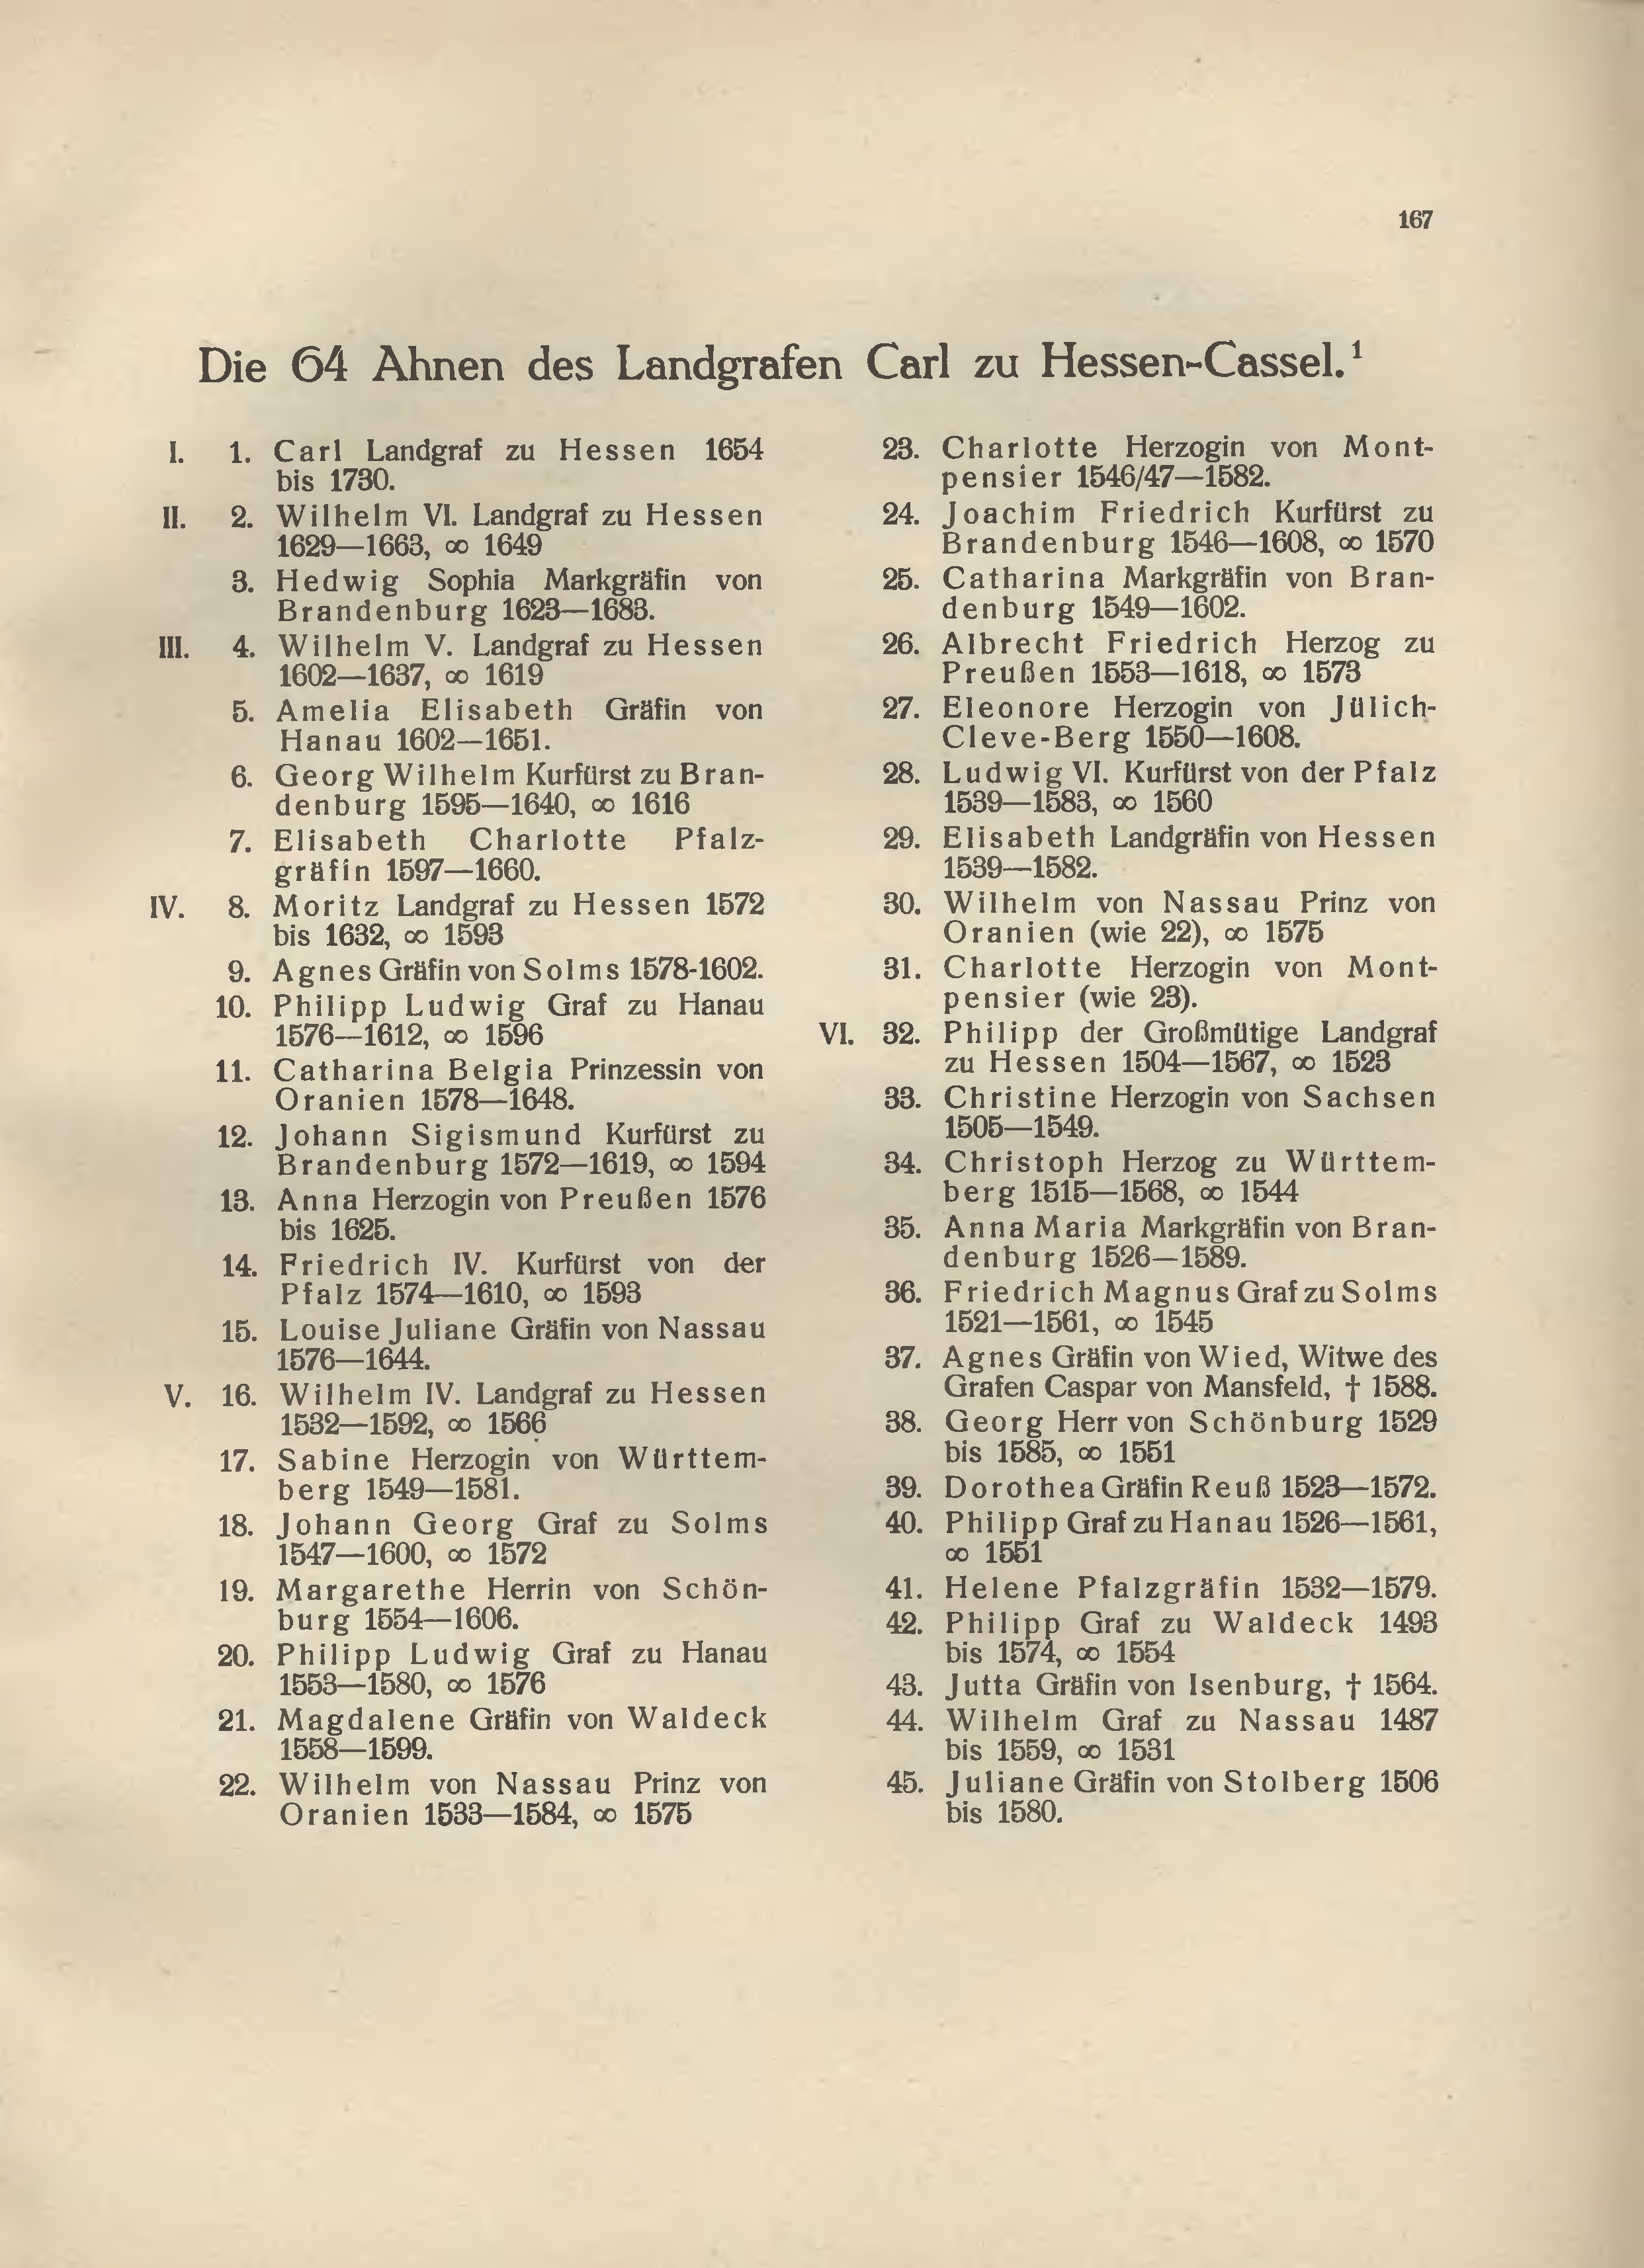 167
Die 64 Ahnen des Landgrafen Carl zu Hessen-Cassel.¹
I. 1. Carl Landgraf zu Hessen 1654
bis 1730.
II. 2. Wilhelm VI. Landgraf zu Hessen
1629—1663, ∞ 1649
3. Hedwig Sophia Markgräfin von
Brandenburg 1623—1683.
III. 4. Wilhelm V. Landgraf zu Hessen
1602—1637, ∞ 1619
5. Amelia Elisabeth Gräfin von
Hanau 1602—1651.
6. Georg Wilhelm Kurfürst zu Bran-
denburg 1595—1640, ∞ 1616
7. Elisabeth Charlotte Pfalz-
gräfin 1597—1660.
IV. 8. Moritz Landgraf zu Hessen 1572
bis 1632, ∞ 1593
9. Agnes Gräfin von Solms 1578-1602.
10. Philipp Ludwig Graf zu Hanau
1576—1612, ∞ 1596
11. Catharina Belgia Prinzessin von
Oranien 1578—1648.
12. Johann Sigismund Kurfürst zu
Brandenburg 1572—1619, ∞ 1594
13. Anna Herzogin von Preußen 1576
bis 1625.
14. Friedrich IV. Kurfürst von der
Pfalz 1574—1610, ∞ 1593
15. Louise Juliane Gräfin von Nassau
1576—1644.
V. 16. Wilhelm IV. Landgraf zu Hessen
1532—1592, ∞ 1566
17. Sabine Herzogin von Württem-
berg 1549—1581.
18. Johann Georg Graf zu Solms
1547—1600, ∞ 1572
19. Margarethe Herrin von Schön-
burg 1554—1606.
20. Philipp Ludwig Graf zu Hanau
1553—1580, ∞ 1576
21. Magdalene Gräfin von Waldeck
1558—1599.
22. Wilhelm von Nassau Prinz von
Oranien 1533—1584, ∞ 1575
23. Charlotte Herzogin von Mont-
pensier 1546/47—1582.
24. Joachim Friedrich Kurfürst zu
Brandenburg 1546—1608, ∞ 1570
25. Catharina Markgräfin von Bran-
denburg 1549—1602.
26. Albrecht Friedrich Herzog zu
Preußen 1553—1618, ∞ 1573
27. Eleonore Herzogin von Jülich-
Cleve-Berg 1550—1608.
28. Ludwig VI. Kurfürst von der Pfalz
1539—1583, ∞ 1560
29. Elisabeth Landgräfin von Hessen
1539—1582.
30. Wilhelm von Nassau Prinz von
Oranien (wie 22), ∞ 1575
31. Charlotte Herzogin von Mont-
pensier (wie 23).
VI. 32. Philipp der Großmütige Landgraf
zu Hessen 1504—1567, ∞ 1523
33. Christine Herzogin von Sachsen
1505—1549.
34. Christoph Herzog zu Württem-
berg 1515—1568, ∞ 1544
35. Anna Maria Markgräfin von Bran-
denburg 1526—1589.
36. Friedrich Magnus Graf zu Solms
1521—1561, ∞ 1545
37. Agnes Gräfin von Wied, Witwe des
Grafen Caspar von Mansfeld, † 1588.
38. Georg Herr von Schönburg 1529
bis 1585, ∞ 1551
39. Dorothea Gräfin Reuß 1523—1572.
40. Philipp Graf zu Hanau 1526—1561,
∞ 1551
41. Helene Pfalzgräfin 1532—1579.
42. Philipp Graf zu Waldeck 1493
bis 1574, ∞ 1554
43. Jutta Gräfin von Isenburg, † 1564.
44. Wilhelm Graf zu Nassau 1487
bis 1559, ∞ 1531
45. Juliane Gräfin von Stolberg 1506
bis 1580.